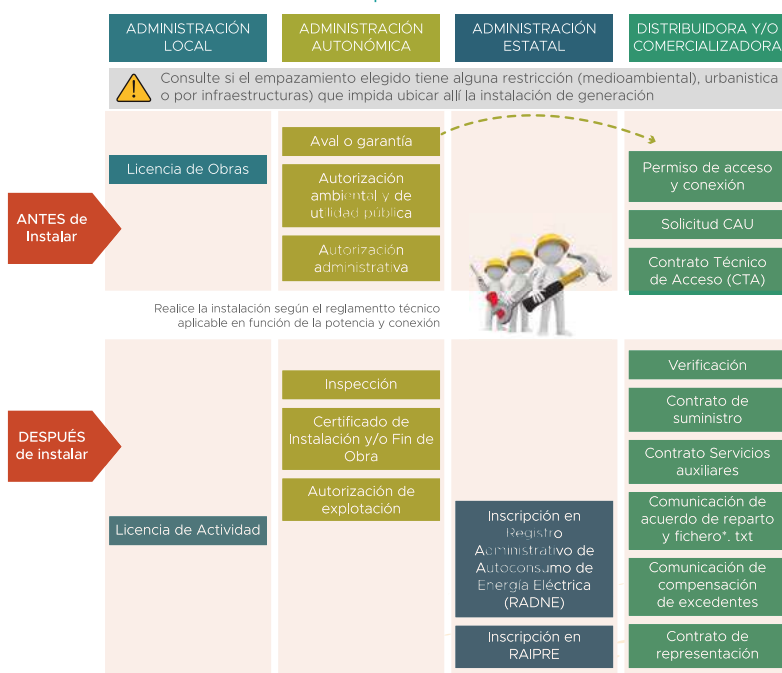 ADMINISTRACIÓN
LOCAL
ADMINISTRACIÓN
AUTONÓMICA
ADMINISTRACIÓN
ESTATAL
DISTRIBUIDORA Y/O
COMERCIALIZADORA
Consulte si el empazamiento elegido tiene alguna restricción (medioambiental), urbanistica
o por infraestructuras) que impida ubicar allí la instalación de generación
ANTES de
Instalar
Licencia de Obras
Aval o garantía
Autorización
ambiental y de
utilidad pública
Autorización
administrativa
Permiso de acceso
y conexión
Solicitud CAU
Contrato Técnico
de Acceso (CTA)
Realice la instalación según el reglamentto técnico
aplicable en función de la potencia y conexión
DESPUÉS
de instalar
Licencia de Actividad
Inspección
Certificado de
Instalación y/o Fin de
Obra
Autorización de
explotación
Inscripción en
Registro
Administrativo de
Autoconsumo de
Energía Eléctrica
(RADNE)
Inscripción en
RAIPRE
Verificación
Contrato de
suministro
Contrato Servicios
auxiliares
Comunicación de
acuerdo de reparto
y fichero*. txt
Comunicación de
compensación
de excedentes
Contrato de
representación